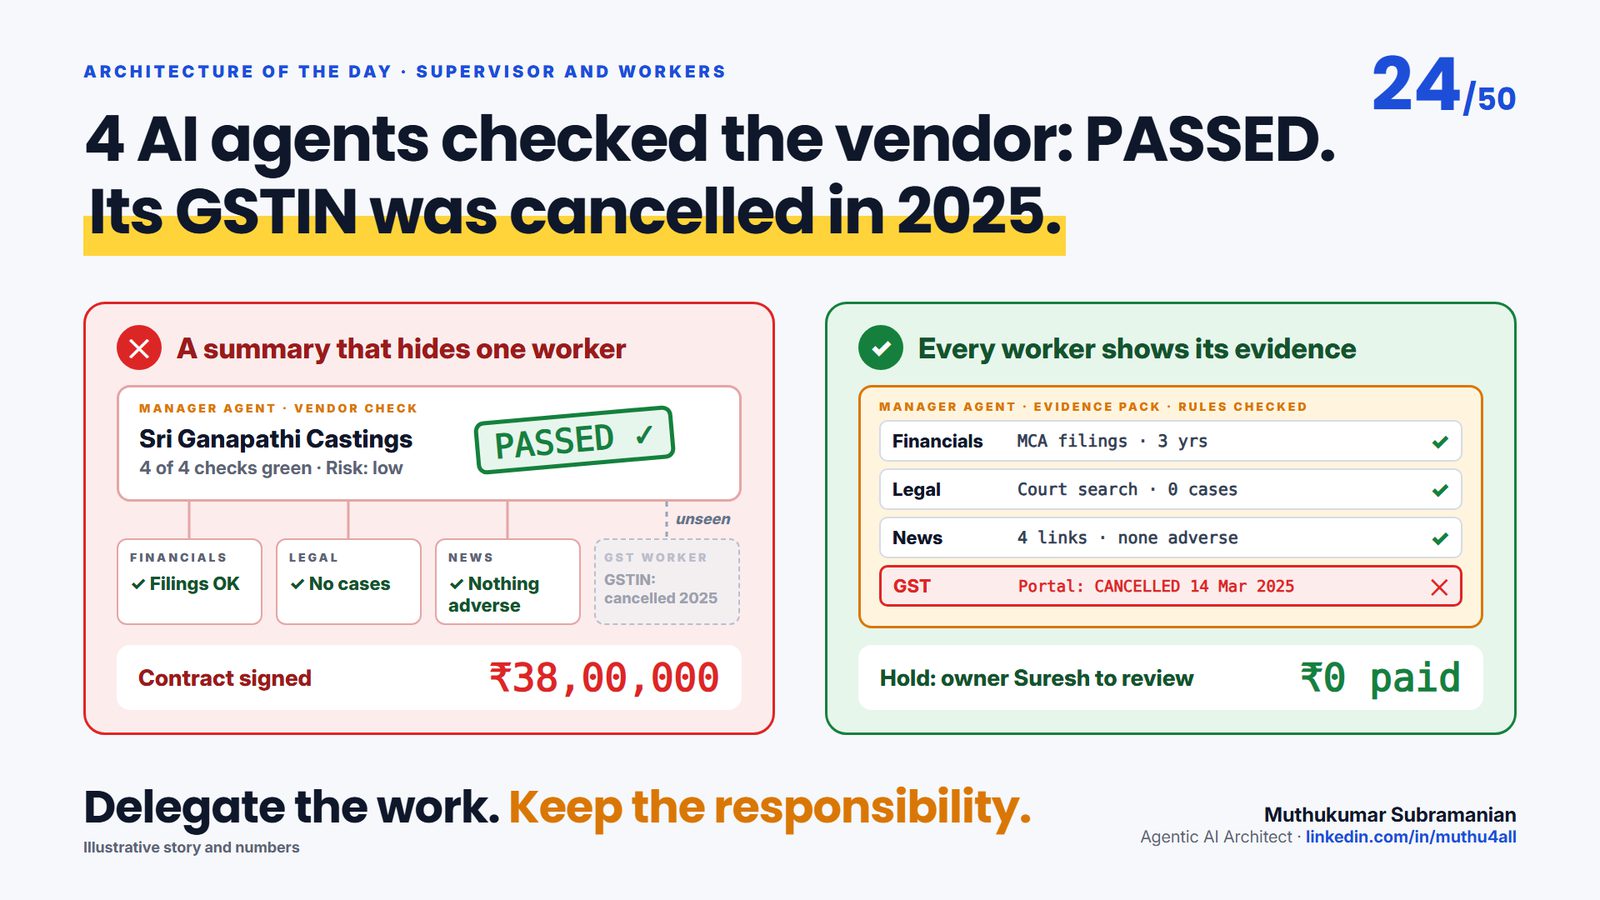 ARCHITECTURE OF THE DAY · SUPERVISOR AND WORKERS
24/50
4 AI agents checked the vendor: PASSED.
Its GSTIN was cancelled in 2025.
A summary that hides one worker
MANAGER AGENT · VENDOR CHECK
Sri Ganapathi Castings
4 of 4 checks green · Risk: low
PASSED ✓
unseen
FINANCIALS
✓ Filings OK
LEGAL
✓ No cases
NEWS
✓ Nothing
adverse
GST WORKER
GSTIN:
cancelled 2025
Contract signed
₹38,00,000
Every worker shows its evidence
MANAGER AGENT · EVIDENCE PACK · RULES CHECKED
Financials MCA filings · 3 yrs ✓
Legal Court search · 0 cases ✓
News 4 links · none adverse ✓
GST Portal: CANCELLED 14 Mar 2025 ✕
Hold: owner Suresh to review
₹0 paid
Delegate the work. Keep the responsibility.
Illustrative story and numbers
Muthukumar Subramanian
Agentic AI Architect · linkedin.com/in/muthu4all